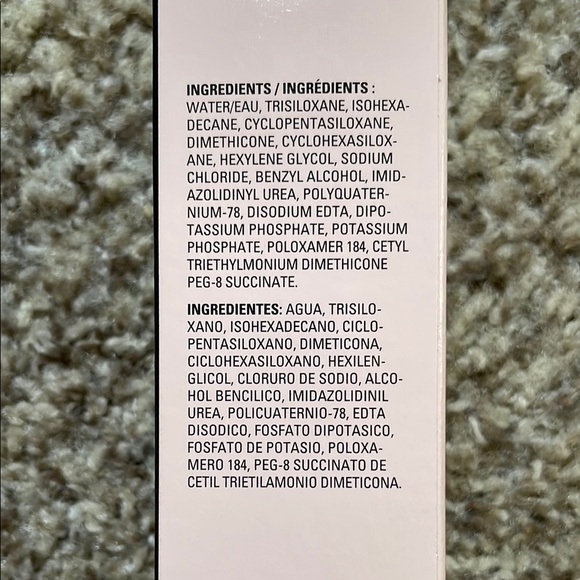 INGREDIENTS / INGRÉDIENTS :
WATER/EAU, TRISILOXANE, ISOHEXA-
DECANE, CYCLOPENTASILOXANE,
DIMETHICONE, CYCLOHEXASILOX-
ANE, HEXYLENE GLYCOL, SODIUM
CHLORIDE, BENZYL ALCOHOL, IMID-
AZOLIDINYL UREA, POLYQUATER-
NIUM-78, DISODIUM EDTA, DIPO-
TASSIUM PHOSPHATE, POTASSIUM
PHOSPHATE, POLOXAMER 184, CETYL
TRIETHYLMONIUM DIMETHICONE
PEG-8 SUCCINATE.
INGREDIENTES: AGUA, TRISILO-
XANO, ISOHEXADECANO, CICLO-
PENTASILOXANO, DIMETICONA,
CICLOHEXASILOXANO, HEXILEN-
GLICOL, CLORURO DE SODIO, ALCO-
HOL BENCILICO, IMIDAZOLIDINIL
UREA, POLICUATERNIO-78, EDTA
DISODICO, FOSFATO DIPOTASICO,
FOSFATO DE POTASIO, POLOXA-
MERO 184, PEG-8 SUCCINATO DE
CETIL TRIETILAMONIO DIMETICONA.